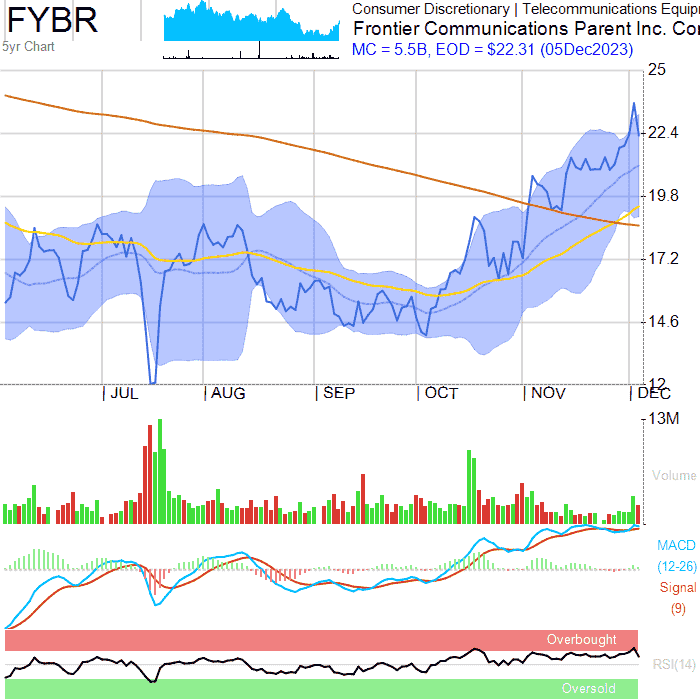 FYBR
5yr Chart
Consumer Discretionary | Telecommunications Equip
Frontier Communications Parent Inc. Co
MC = 5.5B, EOD = $22.31 (05Dec2023)
25
22.4
19.8
17.2
14.6
12
JUL
AUG
SEP
OCT
NOV
DEC
13M
Volume
MACD
(12-26)
Signal
(9)
Overbought
RSI(14)
Oversold